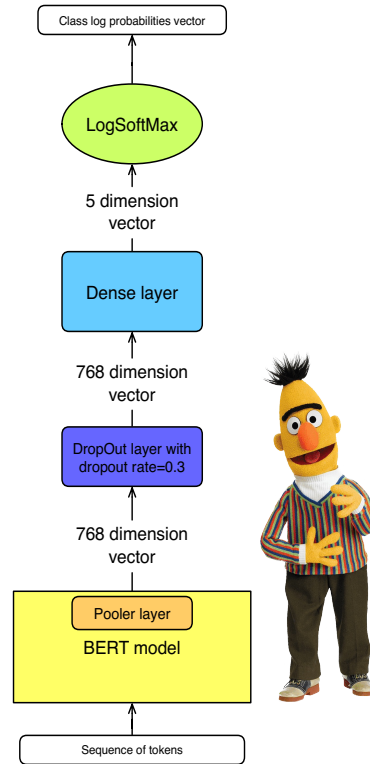 Class log probabilities vector
LogSoftMax
5 dimension
vector
Dense layer
768 dimension
vector
DropOut layer with
dropout rate=0.3
768 dimension
vector
Pooler layer
BERT model
Sequence of tokens